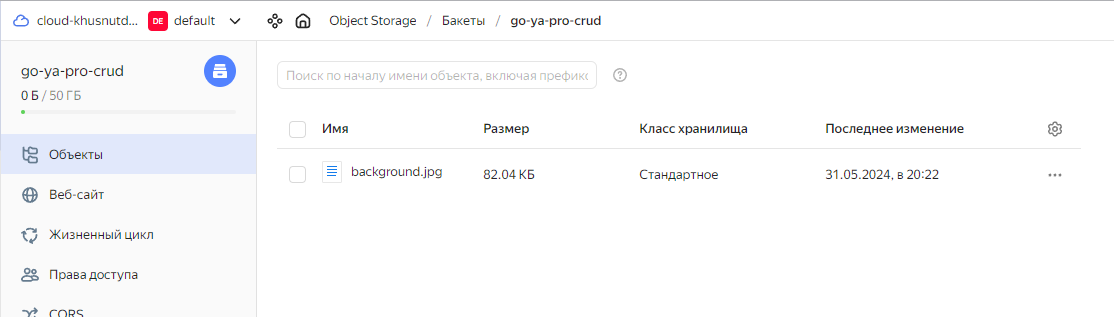 cloud-khusnutd... DE default Object Storage / Бакеты / go-ya-pro-crud
go-ya-pro-crud
0 Б / 50 ГБ
Объекты
Веб-сайт
Жизненный цикл
Права доступа
CORS
Поиск по началу имени объекта, включая префикс
Имя Размер Класс хранилища Последнее изменение
background.jpg 82.04 КБ Стандартное 31.05.2024, в 20:22